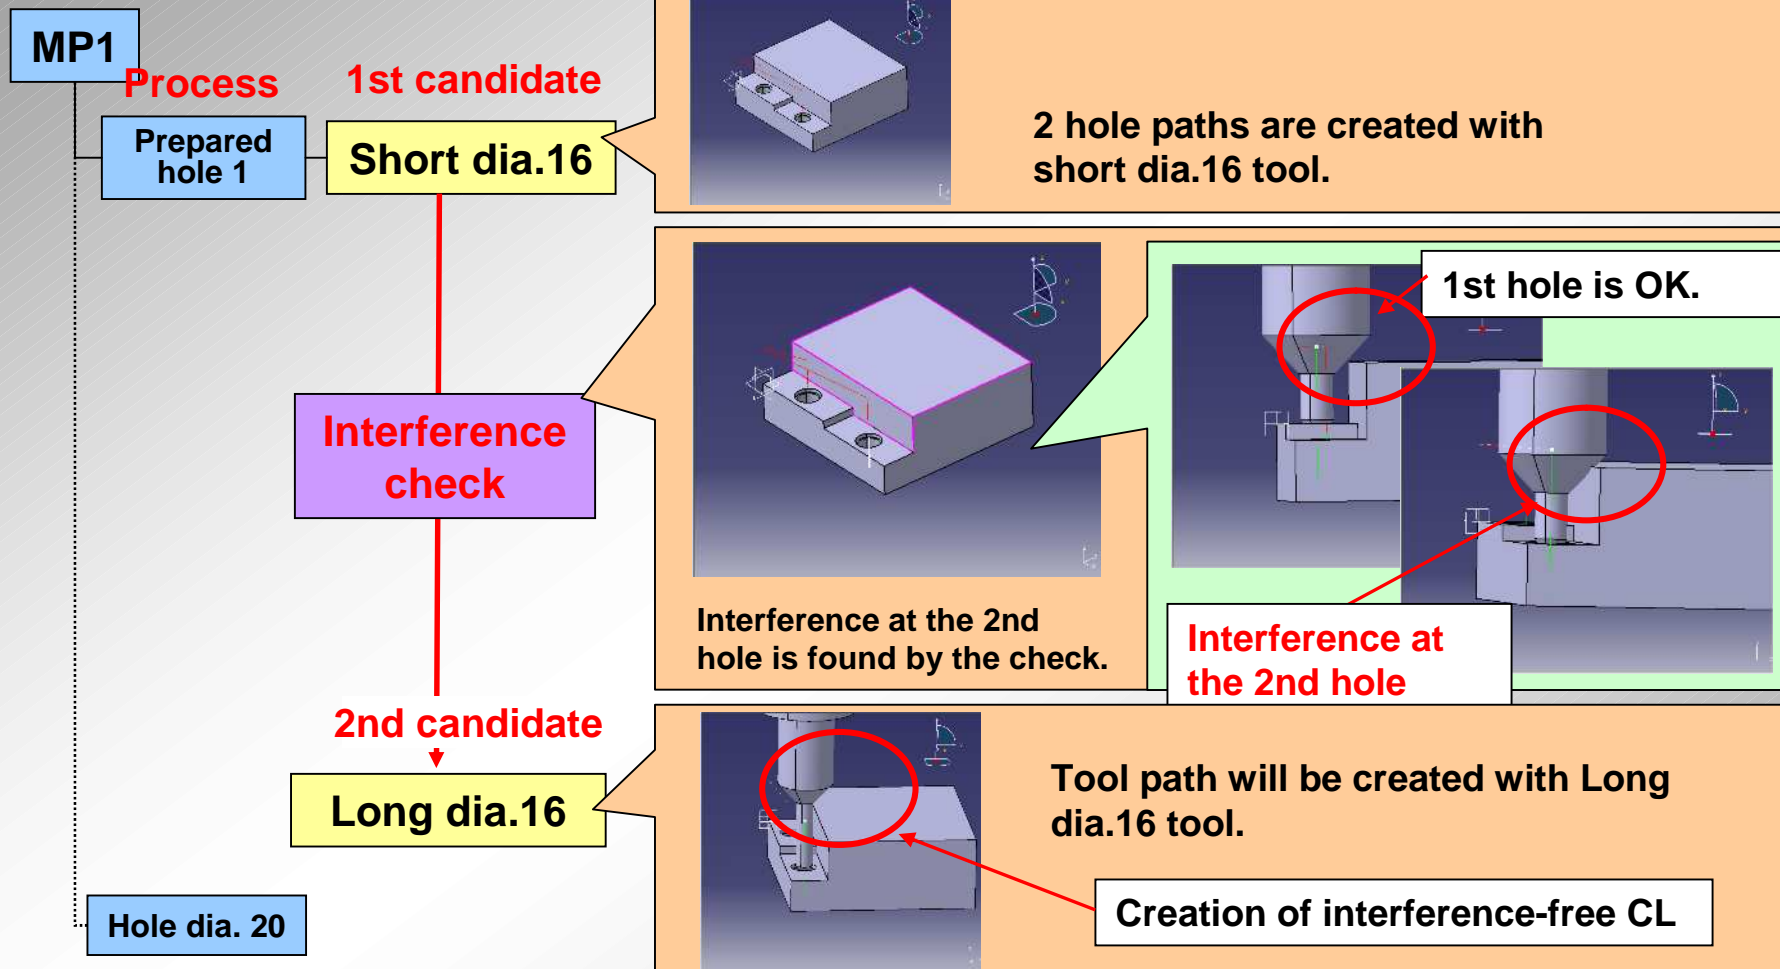 MP1
Process
1st candidate
Prepared
hole 1
Short dia.16
2 hole paths are created with
short dia.16 tool.
1st hole is OK.
Interference
check
Interference at the 2nd
hole is found by the check.
Interference at
the 2nd hole
2nd candidate
Long dia.16
Tool path will be created with Long
dia.16 tool.
Creation of interference-free CL
Hole dia. 20